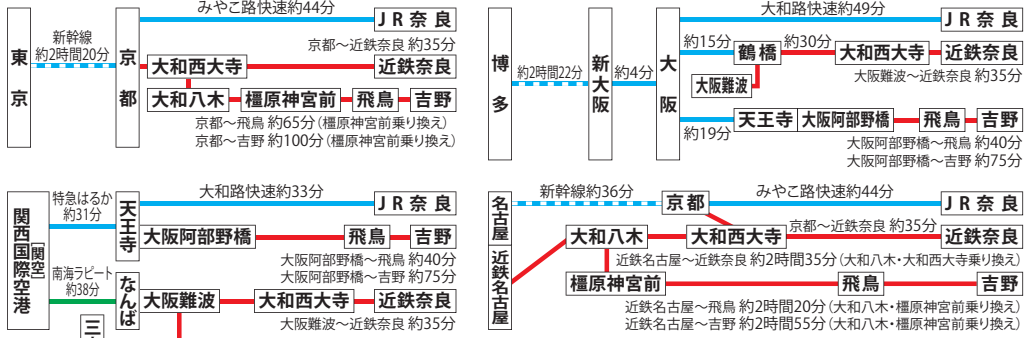 みやこ路快速約44分
JR奈良
新幹線
約2時間20分
東京
京都
京都～近鉄奈良 約35分
大和西大寺
近鉄奈良
大和八木
橿原神宮前
飛鳥
吉野
京都～飛鳥 約65分(橿原神宮前乗り換え)
京都～吉野 約100分(橿原神宮前乗り換え)
大和路快速約49分
JR奈良
博多
約2時間22分
新大阪
約4分
大阪
約15分
鶴橋
約30分
大和西大寺
近鉄奈良
大阪難波
大阪難波～近鉄奈良 約35分
約19分
天王寺
大阪阿部野橋
飛鳥
吉野
大阪阿部野橋～飛鳥 約40分
大阪阿部野橋～吉野 約75分
関西国際空港
[関空]
特急はるか
約31分
天王寺
大和路快速約33分
JR奈良
大阪阿部野橋
飛鳥
吉野
大阪阿部野橋～飛鳥 約40分
大阪阿部野橋～吉野 約75分
南海ラピート
約38分
なんば
大阪難波
大和西大寺
近鉄奈良
大阪難波～近鉄奈良 約35分
三
名古屋
新幹線約36分
京都
みやこ路快速約44分
JR奈良
京都～近鉄奈良 約35分
近鉄名古屋
大和八木
大和西大寺
近鉄奈良
近鉄名古屋～近鉄奈良 約2時間35分(大和八木・大和西大寺乗り換え)
橿原神宮前
飛鳥
吉野
近鉄名古屋～飛鳥 約2時間20分(大和八木・橿原神宮前乗り換え)
近鉄名古屋～吉野 約2時間55分(大和八木・橿原神宮前乗り換え)